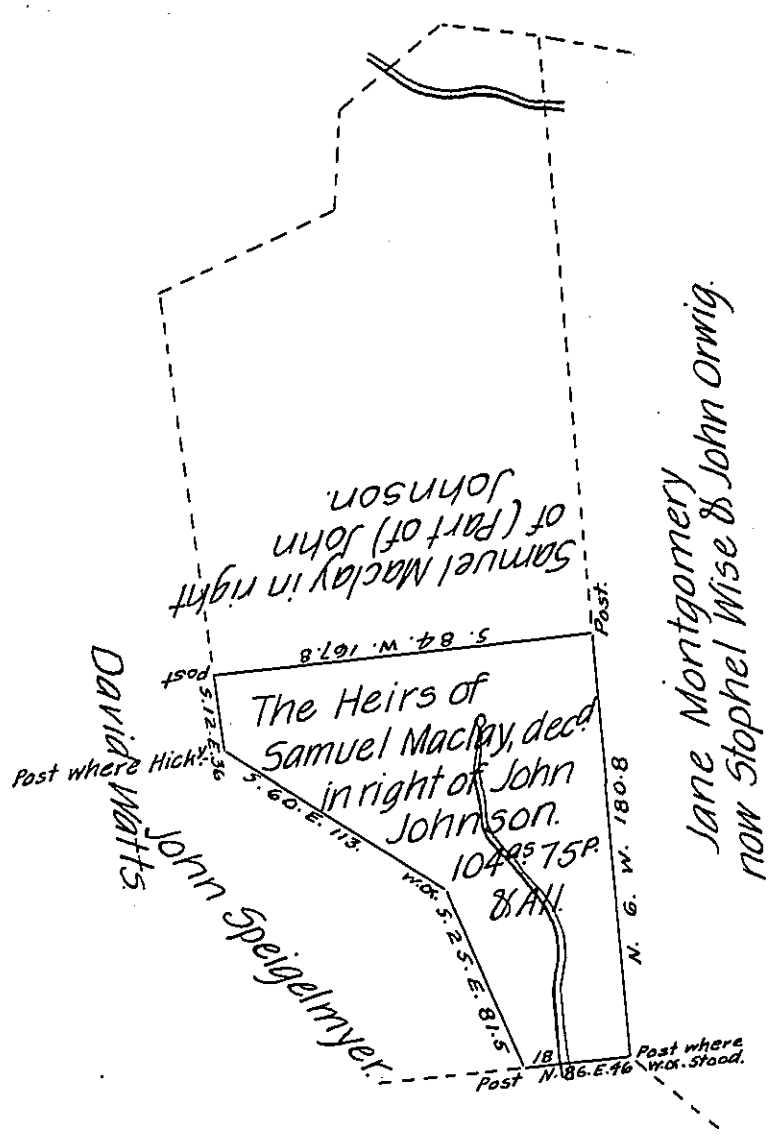 Samuel Maclay in right
of (Part of) John
Johnson.
Jane Montgomery
now Stophel Wise & John Orwig.
Post.
S. 84. W. 167.8
Post
S. 12. E. 36
Post where Hicky.
David Watts.
The Heirs of
Samuel Maclay, dec'd
in right of John
Johnson.
104as 75P.
& All.
S. 60. E. 113.
W.O.
S. 25. E. 81.5
John Speigelmyer.
N. 6. W. 180.8
18
Post
N. 86. E. 46
Post where
W.O. Stood.